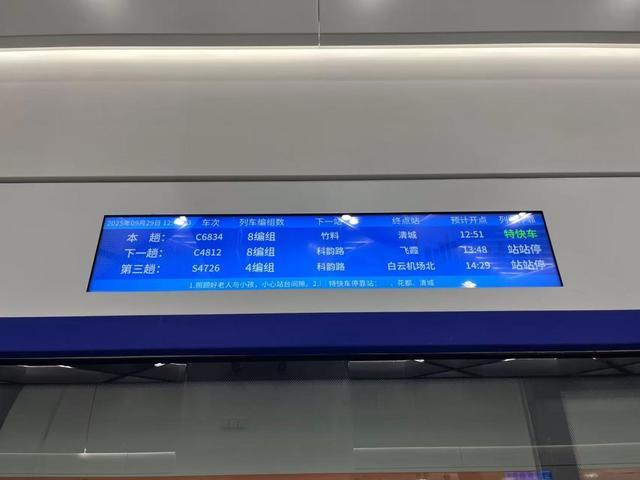 2025年09月29日 车次 列车编组数 下一站 终点站 预计开点
本 趟： C6834 8编组 竹料 清城 12:51 特快车
下一趟： C4812 8编组 科韵路 飞霞 13:48 站站停
第三趟： S4726 4编组 科韵路 白云机场北 14:29 站站停
1.照顾好老人与小孩，小心站台间隙。2. 特快车停靠站： 、花都、清城